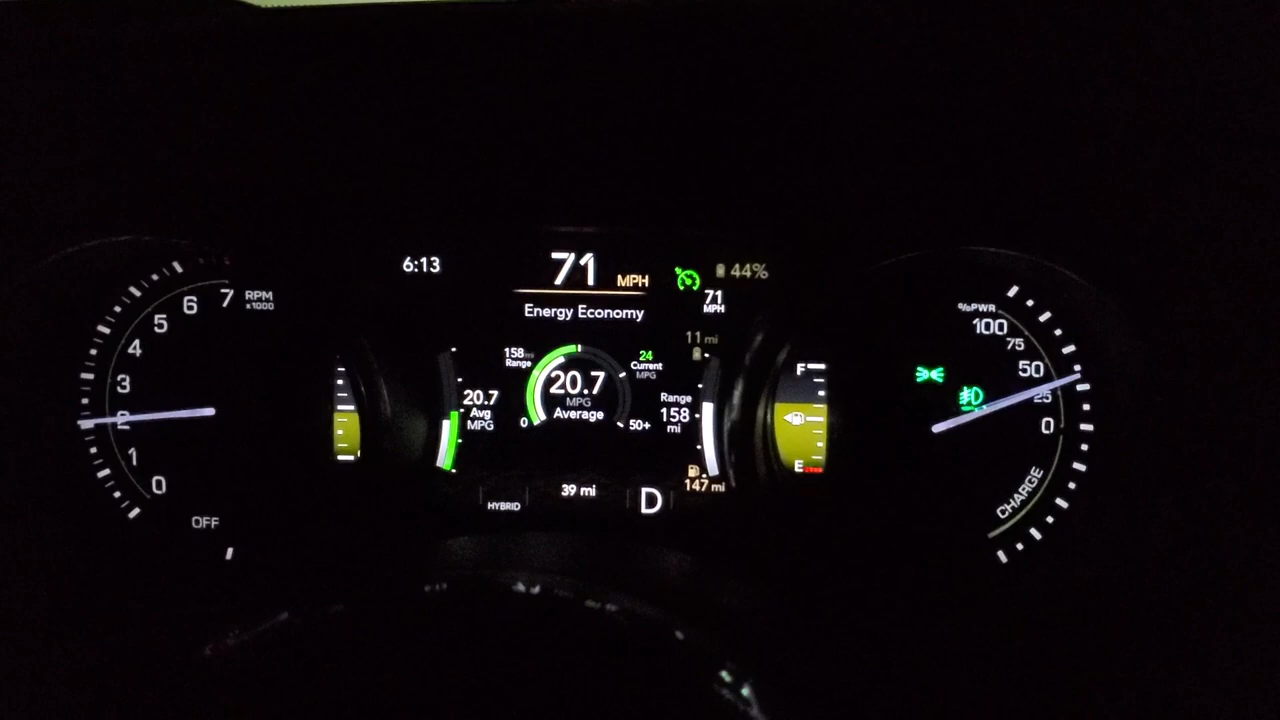 6:13
71 MPH
44%
71
MPH
Energy Economy
7 RPM
x1000
6
5
4
3
2
1
0
OFF
158 mi
Range
24
Current
MPG
20.7
MPG
Average
0
50+
20.7
Avg
MPG
11 mi
Range
158
mi
147 mi
HYBRID
39 mi
D
F
E
%PWR
100
75
50
25
0
CHARGE